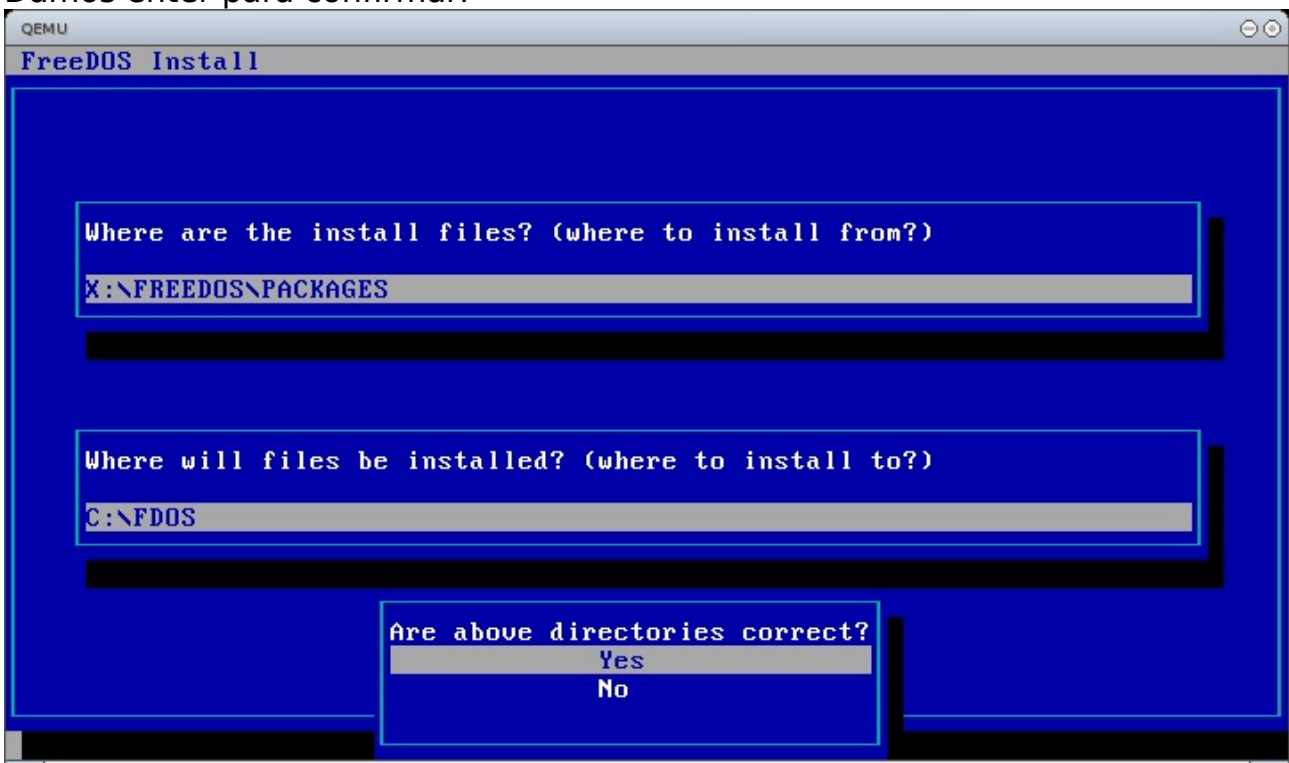 Damos enter para confirmar.
QEMU
FreeDOS Install
Where are the install files? (where to install from?)
X:\FREEDOS\PACKAGES
Where will files be installed? (where to install to?)
C:\FDOS
Are above directories correct?
Yes
No